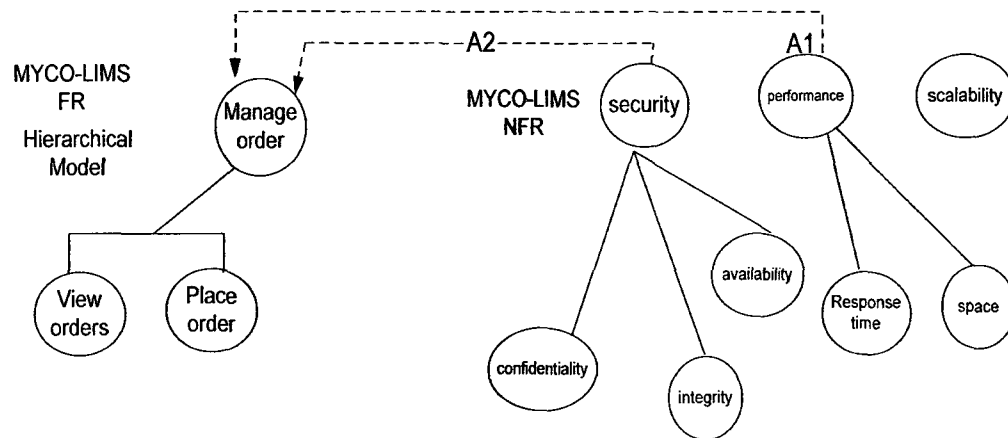 A2
A1
MYCO-LIMS
FR
Hierarchical
Model
Manage
order
MYCO-LIMS
NFR
security
performance
scalability
View
orders
Place
order
availability
Response
time
space
confidentiality
integrity